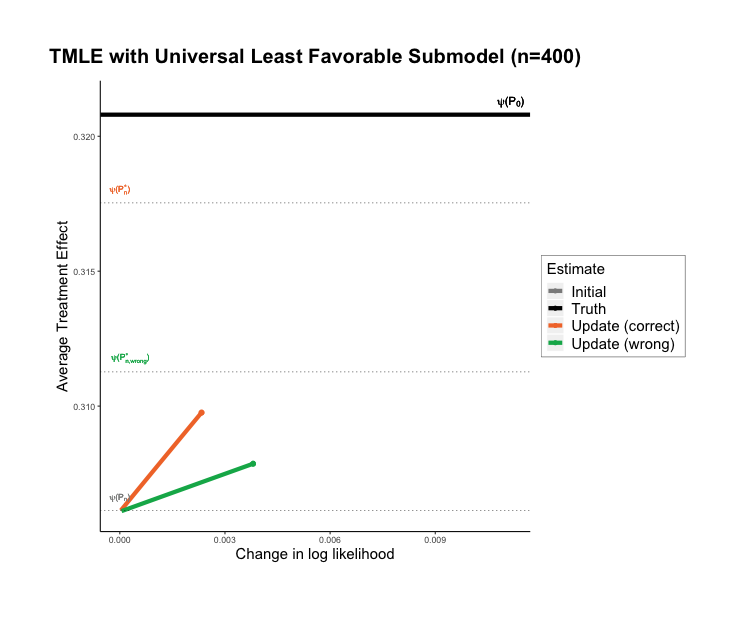 TMLE with Universal Least Favorable Submodel (n=400)
ψ(P₀)
0.320
ψ(Pₙ*)
0.315
Average Treatment Effect
ψ(P*ₙ,wrong)
0.310
ψ(Pₙ)
0.000 0.003 0.006 0.009
Change in log likelihood
Estimate
Initial
Truth
Update (correct)
Update (wrong)